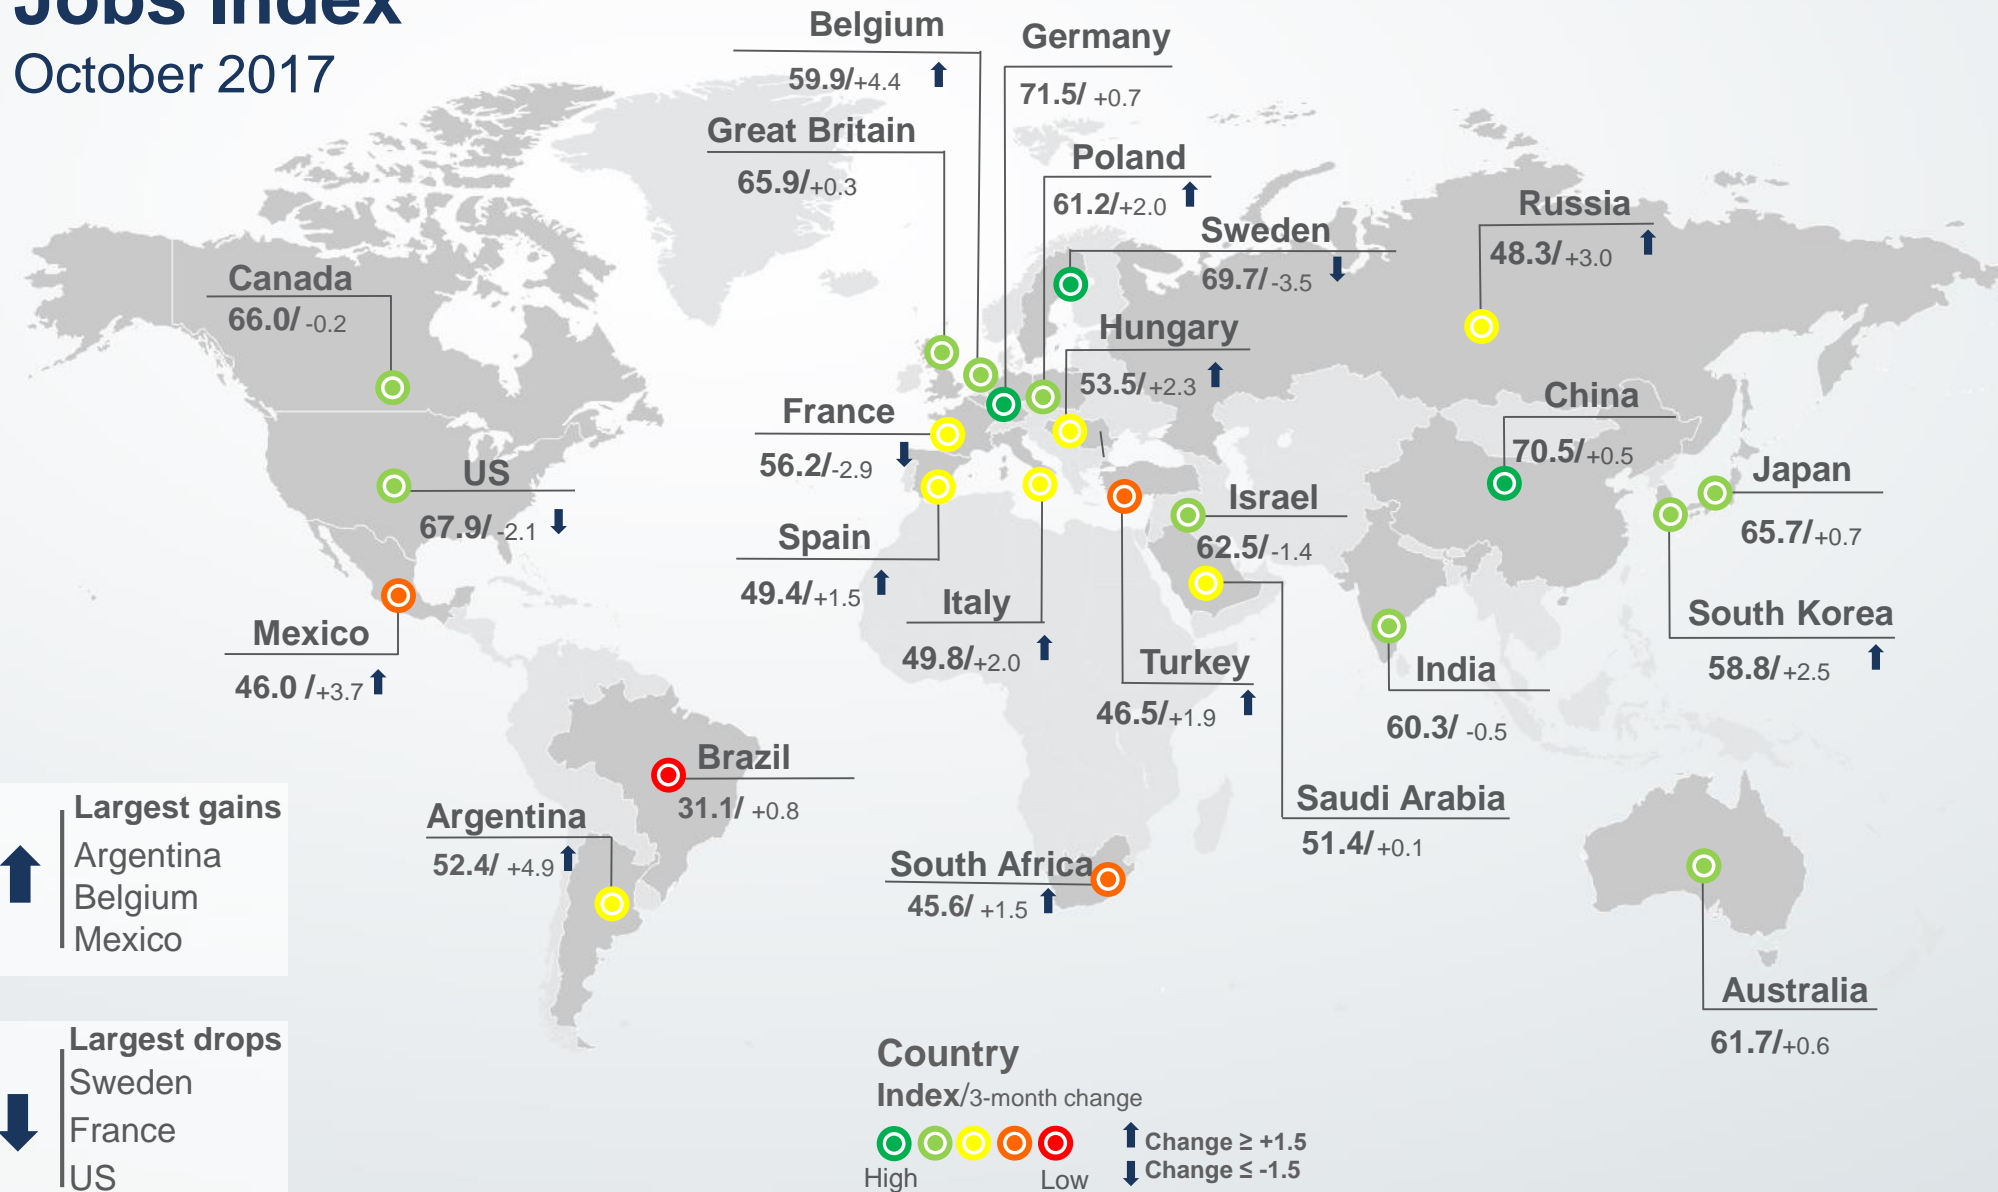 Jobs Index
October 2017
Belgium
59.9/+4.4
Germany
71.5/ +0.7
Great Britain
65.9/+0.3
Poland
61.2/+2.0
Sweden
69.7/ -3.5
Russia
48.3/ +3.0
Canada
66.0/ -0.2
Hungary
53.5/ +2.3
France
56.2/-2.9
China
70.5/+0.5
US
67.9/ -2.1
Japan
65.7/+0.7
Israel
62.5/-1.4
Spain
49.4/+1.5
Italy
49.8/+2.0
Mexico
46.0 /+3.7
Turkey
46.5/+1.9
India
60.3/ -0.5
South Korea
58.8/+2.5
Brazil
31.1/ +0.8
Argentina
52.4/ +4.9
Saudi Arabia
51.4/+0.1
South Africa
45.6/ +1.5
Australia
61.7/+0.6
Largest gains
Argentina
Belgium
Mexico
Largest drops
Sweden
France
US
Country
Index/3-month change
High
Low
Change ≥ +1.5
Change ≤ -1.5